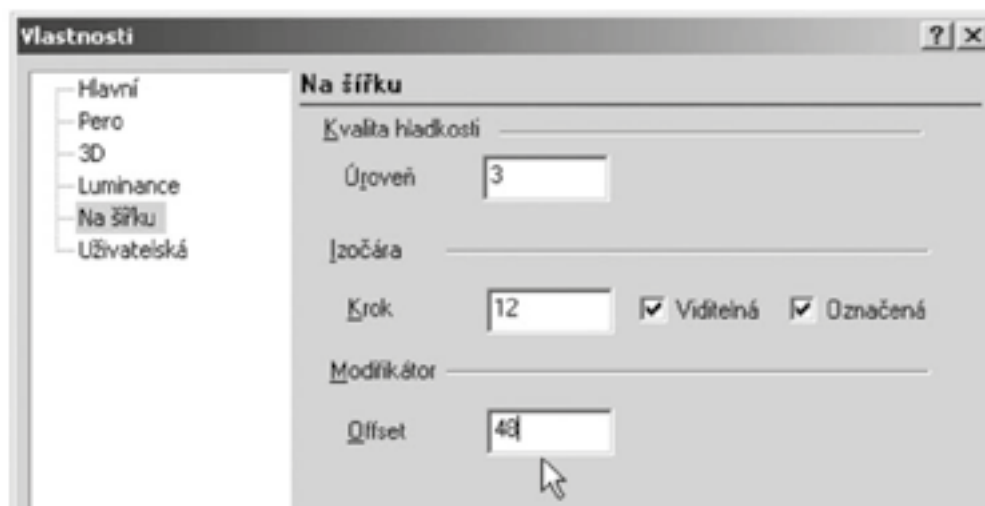 Vlastnosti
Hlavní
Pero
3D
Luminance
Na šířku
Uživatelská
Na šířku
Kvalita hladkosti
Úroveň 3
Izočára
Krok 12 Viditelná Označená
Modifikátor
Offset 48